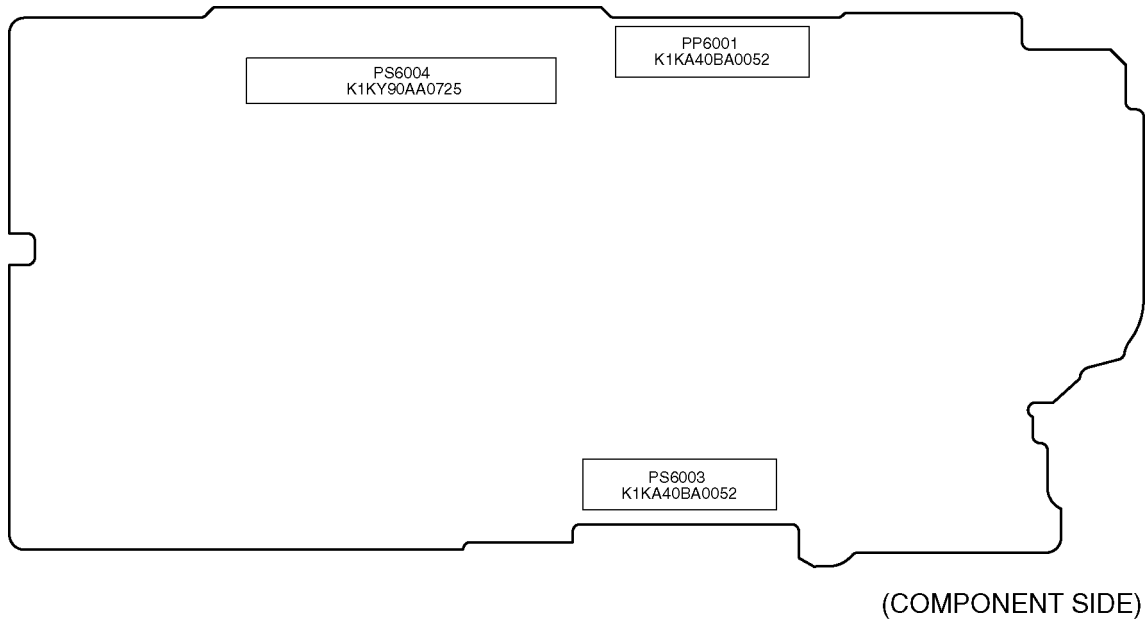 PP6001
K1KA40BA0052
PS6004
K1KY90AA0725
PS6003
K1KA40BA0052
(COMPONENT SIDE)